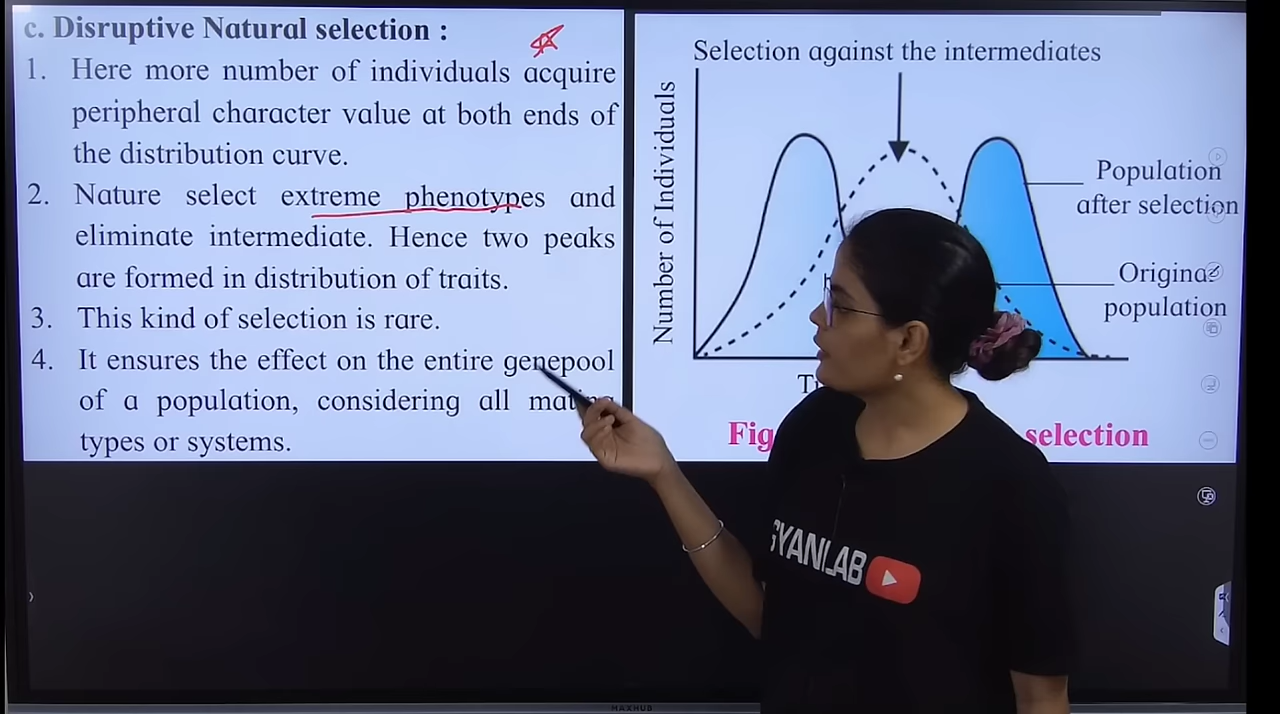 c. Disruptive Natural selection :
1. Here more number of individuals acquire
peripheral character value at both ends of
the distribution curve.
2. Nature select extreme phenotypes and
eliminate intermediate. Hence two peaks
are formed in distribution of traits.
3. This kind of selection is rare.
4. It ensures the effect on the entire genepool
of a population, considering all
types or systems.
Selection against the intermediates
Number of Individuals
Population
after selection
Original
population
Fig
selection
GYANLAB
MAXHUB